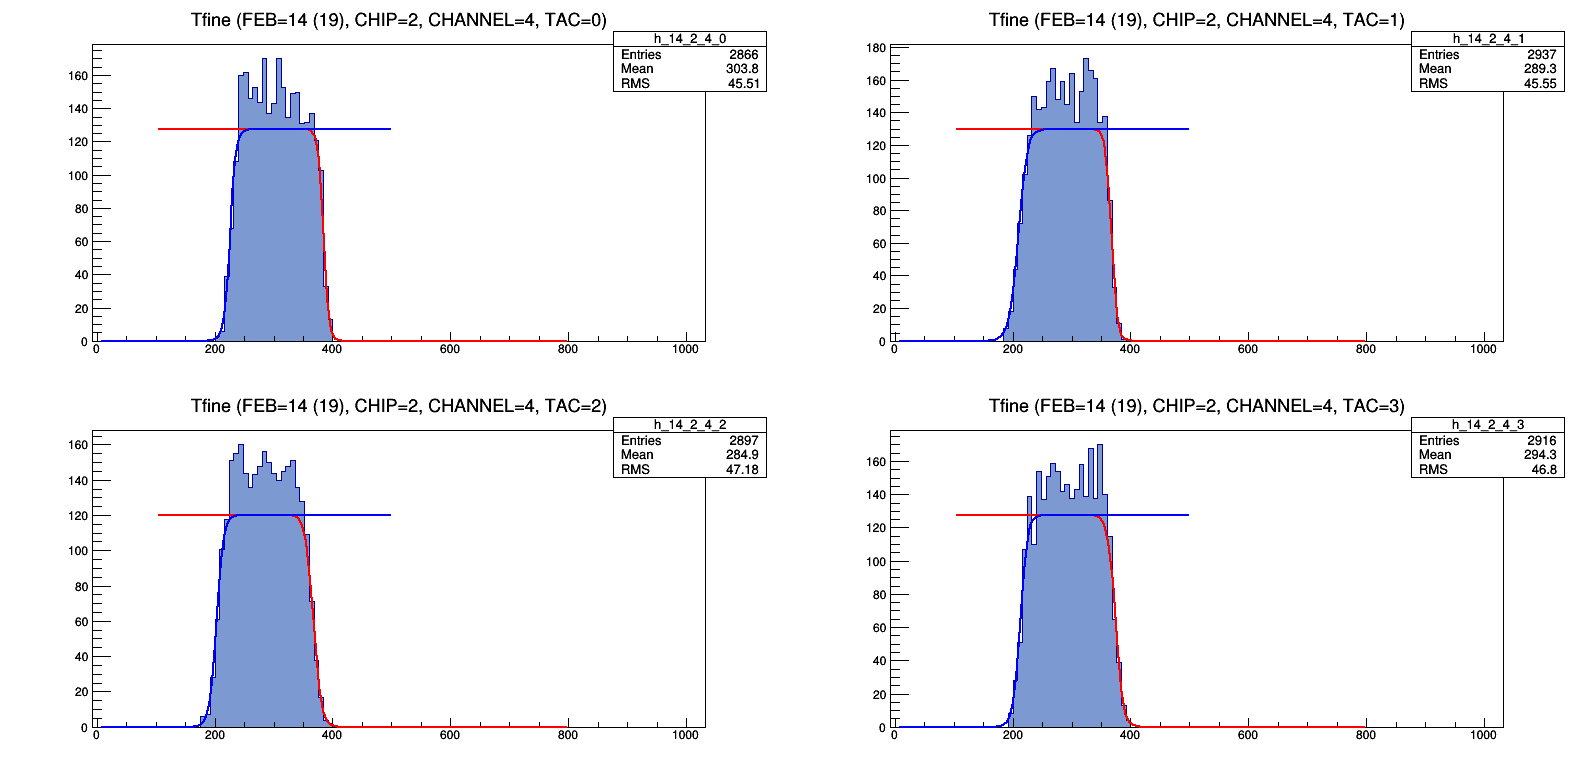 Tfine (FEB=14 (19), CHIP=2, CHANNEL=4, TAC=0)
h_14_2_4_0
Entries 2866
Mean 303.8
RMS 45.51
160
140
120
100
80
60
40
20
0
0 200 400 600 800 1000
Tfine (FEB=14 (19), CHIP=2, CHANNEL=4, TAC=1)
h_14_2_4_1
Entries 2937
Mean 289.3
RMS 45.55
180
160
140
120
100
80
60
40
20
0
0 200 400 600 800 1000
Tfine (FEB=14 (19), CHIP=2, CHANNEL=4, TAC=2)
h_14_2_4_2
Entries 2897
Mean 284.9
RMS 47.18
160
140
120
100
80
60
40
20
0
0 200 400 600 800 1000
Tfine (FEB=14 (19), CHIP=2, CHANNEL=4, TAC=3)
h_14_2_4_3
Entries 2916
Mean 294.3
RMS 46.8
160
140
120
100
80
60
40
20
0
0 200 400 600 800 1000